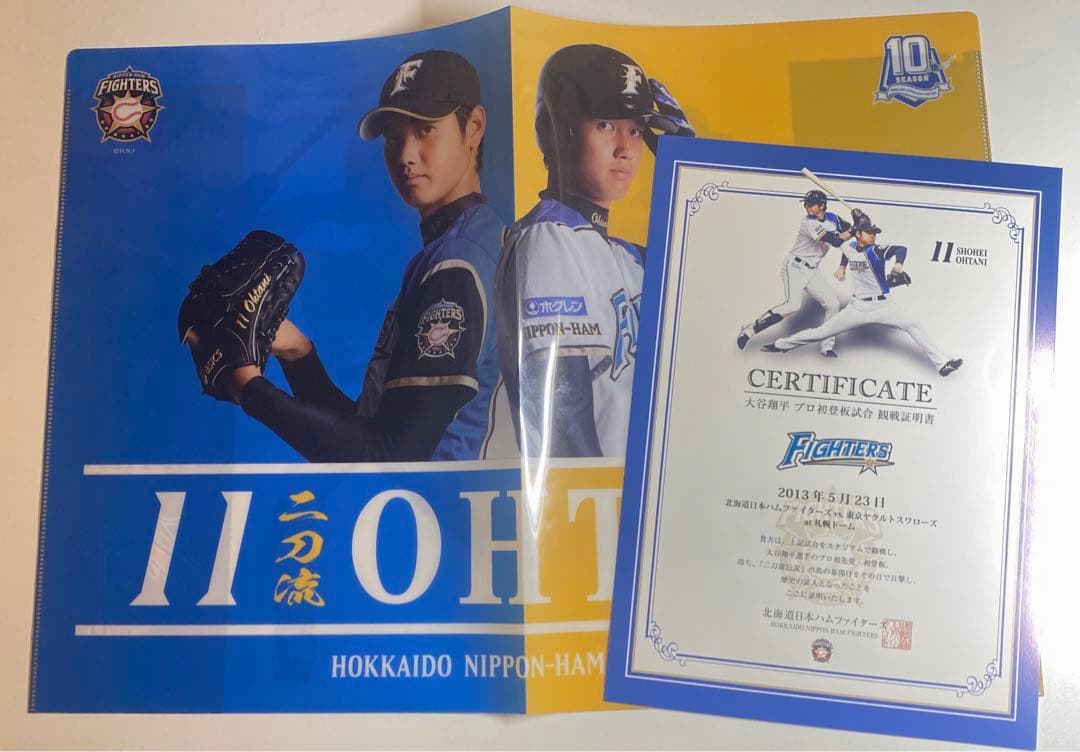 NIPPON-HAM
FIGHTERS
©H.N.F
10th
SEASON
F
F
11 Ohtani
asics
FIGHTERS
Ohtani
ホクレン
NIPPON-HAM
11 二刀流 OHT
HOKKAIDO NIPPON-HAM
11 SHOHEI
OHTANI
CERTIFICATE
大谷翔平 プロ初登板試合 観戦証明書
FIGHTERS
2013年5月23日
北海道日本ハムファイターズ vs. 東京ヤクルトスワローズ
at 札幌ドーム
貴方は、上記試合をスタジアムで観戦し、
大谷翔平選手のプロ初先発・初登板、
即ち、「二刀流伝説」の真の幕開けをその目で目撃し、
歴史の証人となったことを
ここに証明いたします。
北海道日本ハムファイターズ
HOKKAIDO NIPPON-HAM FIGHTERS